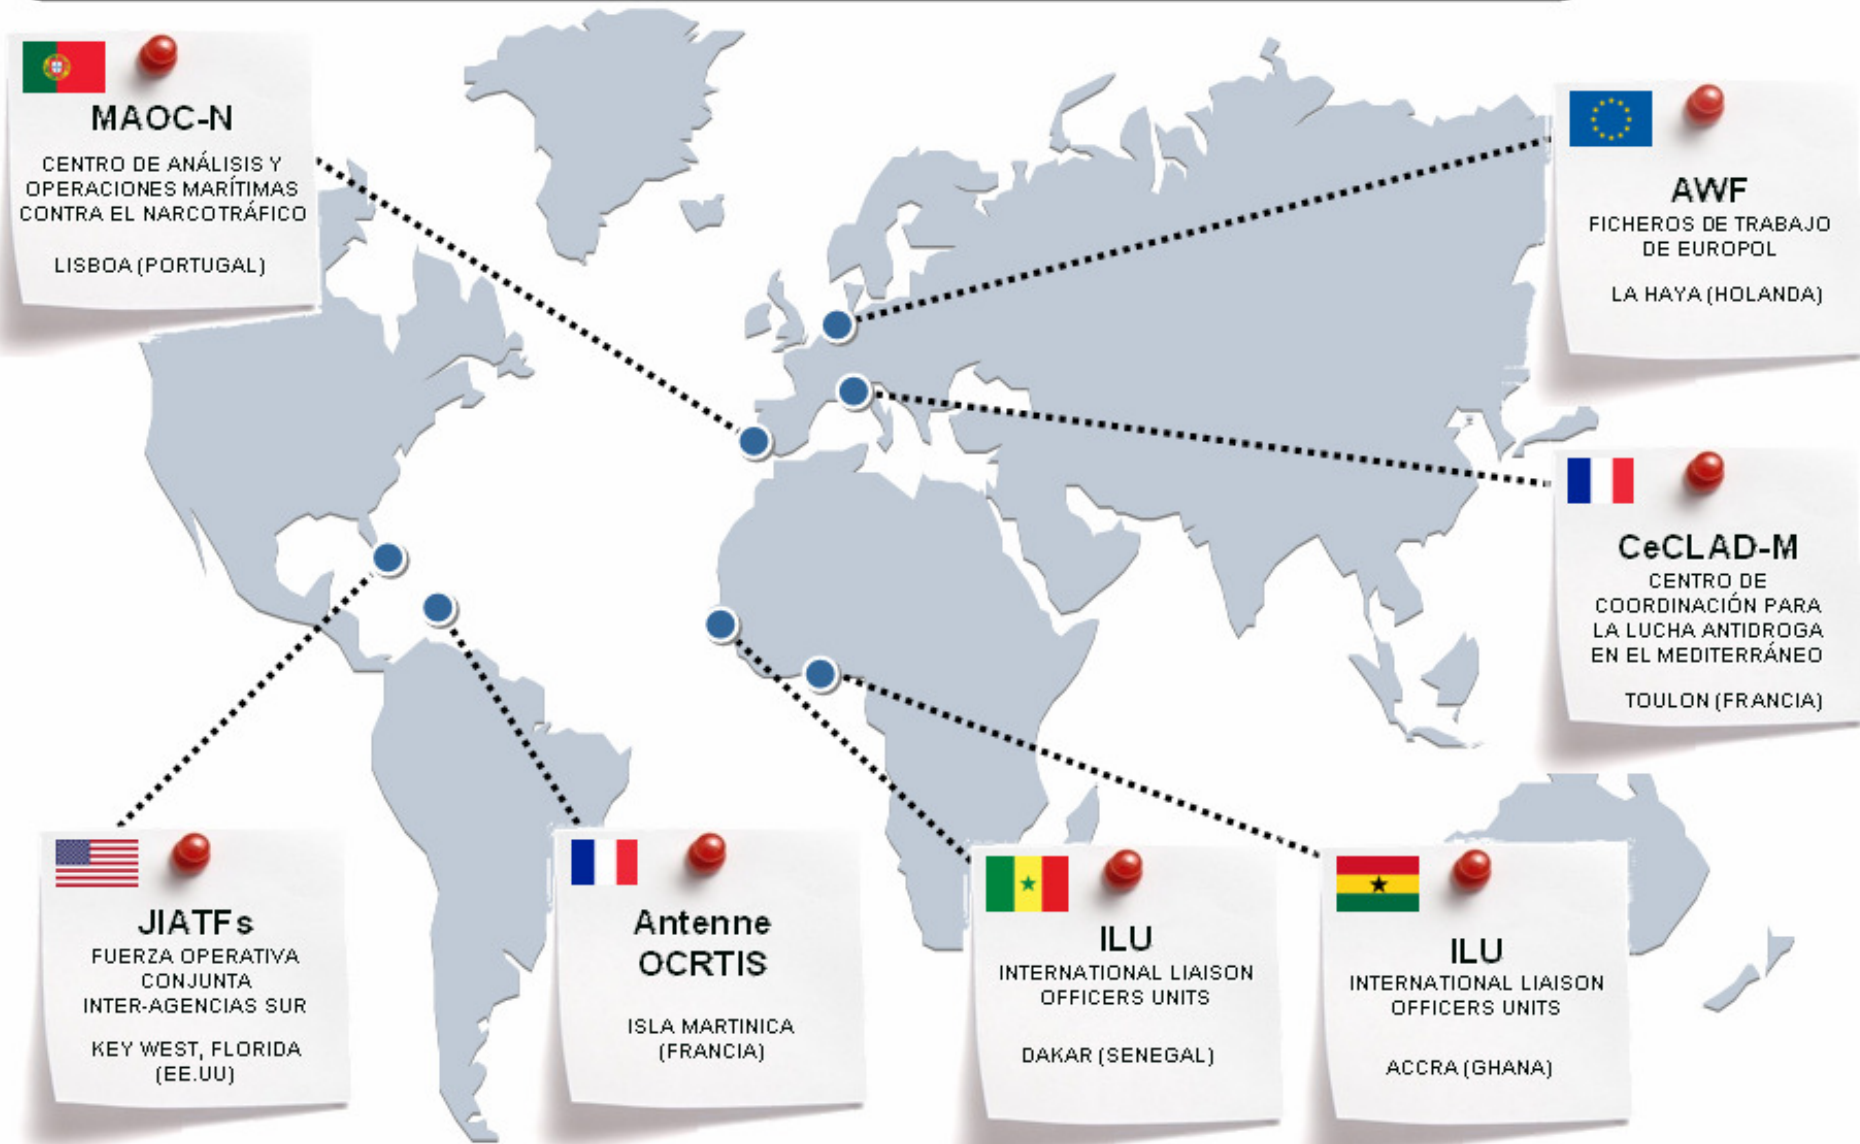 MAOC-N
CENTRO DE ANÁLISIS Y
OPERACIONES MARÍTIMAS
CONTRA EL NARCOTRÁFICO
LISBOA (PORTUGAL)
AWF
FICHEROS DE TRABAJO
DE EUROPOL
LA HAYA (HOLANDA)
CeCLAD-M
CENTRO DE
COORDINACIÓN PARA
LA LUCHA ANTIDROGA
EN EL MEDITERRÁNEO
TOULON (FRANCIA)
JIATFs
FUERZA OPERATIVA
CONJUNTA
INTER-AGENCIAS SUR
KEY WEST, FLORIDA
(EE.UU)
Antenne
OCRTIS
ISLA MARTINICA
(FRANCIA)
ILU
INTERNATIONAL LIAISON
OFFICERS UNITS
DAKAR (SENEGAL)
ILU
INTERNATIONAL LIAISON
OFFICERS UNITS
ACCRA (GHANA)